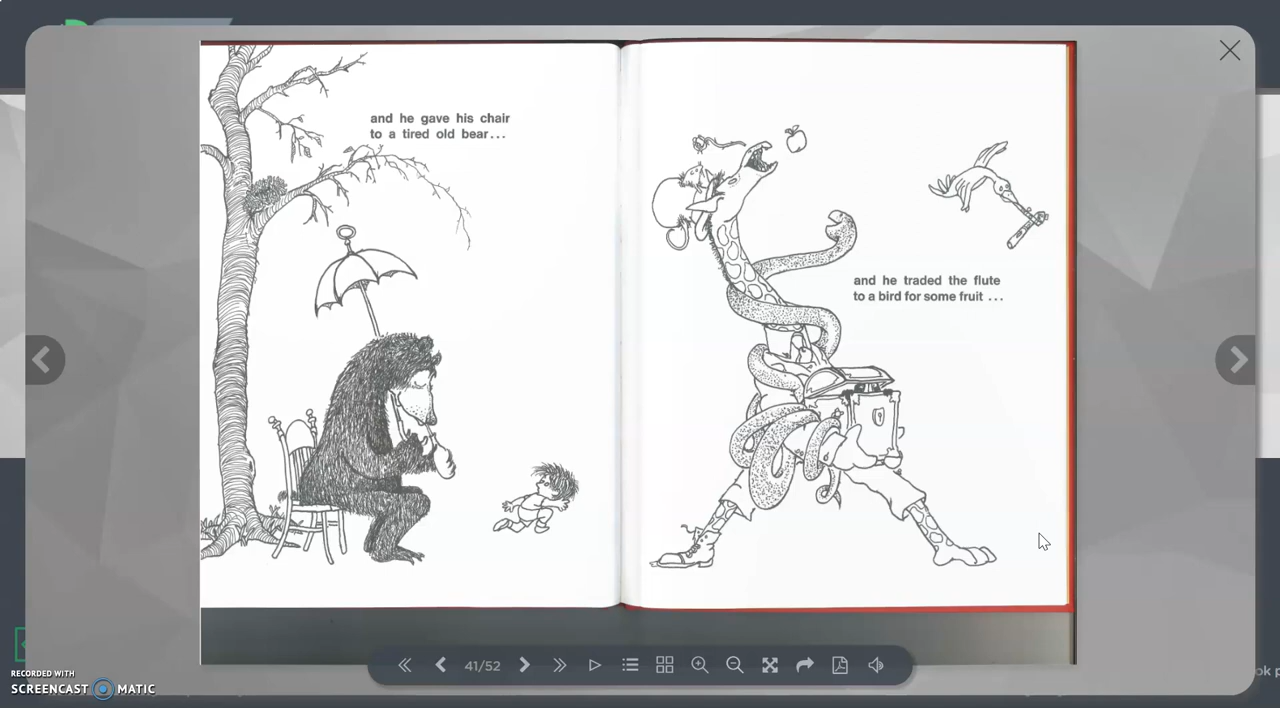 and he gave his chair
to a tired old bear...
and he traded the flute
to a bird for some fruit ...
41/52
RECORDED WITH
SCREENCAST MATIC
ok p